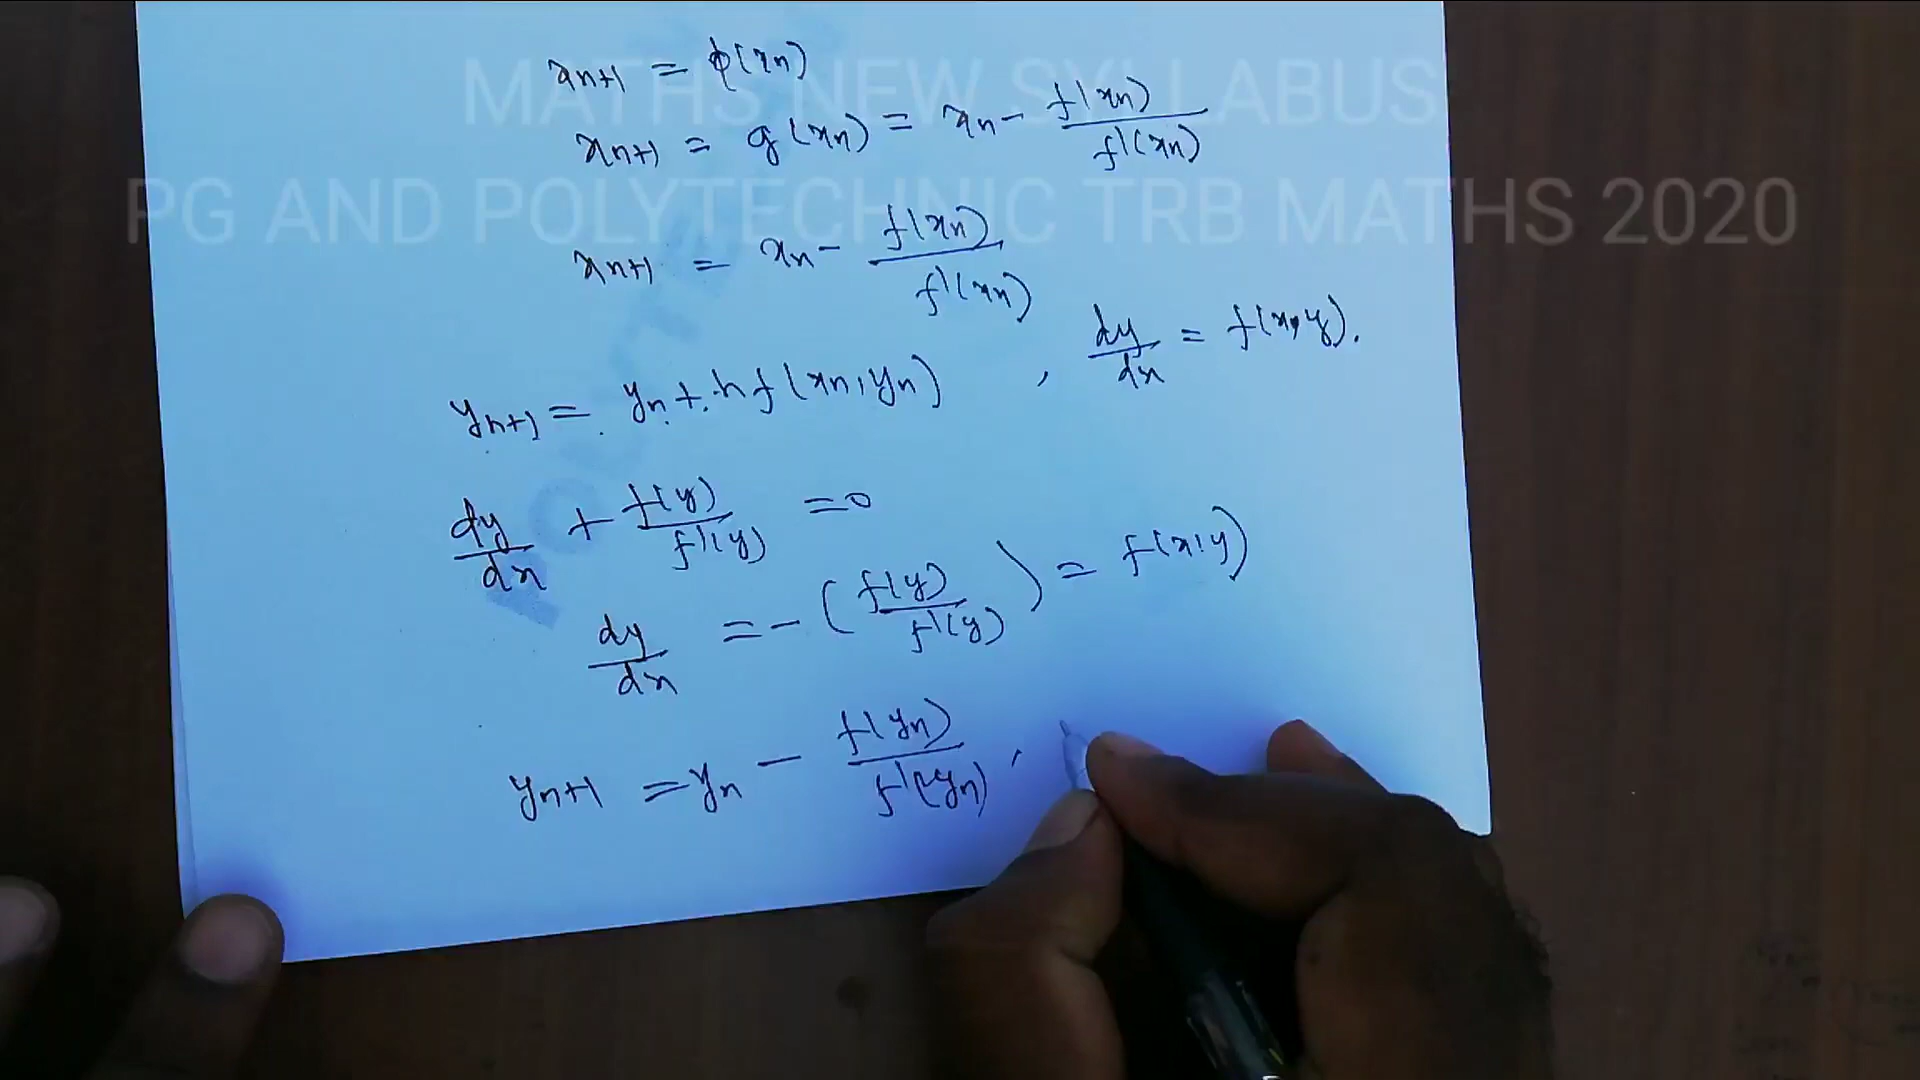 MATHS NEW SYLLABUS
PG AND POLYTECHNIC TRB MATHS 2020
xn+1 = ϕ(xn)
xn+1 = g(xn) = xn - f(xn)/f'(xn)
xn+1 = xn - f(xn)/f'(xn)
yn+1 = yn + h f(xn, yn) , dy/dx = f(x, y).
dy/dx + f(y)/f'(y) = 0
dy/dx = - (f(y)/f'(y)) = f(x, y)
yn+1 = yn - f(yn)/f'(yn) ,